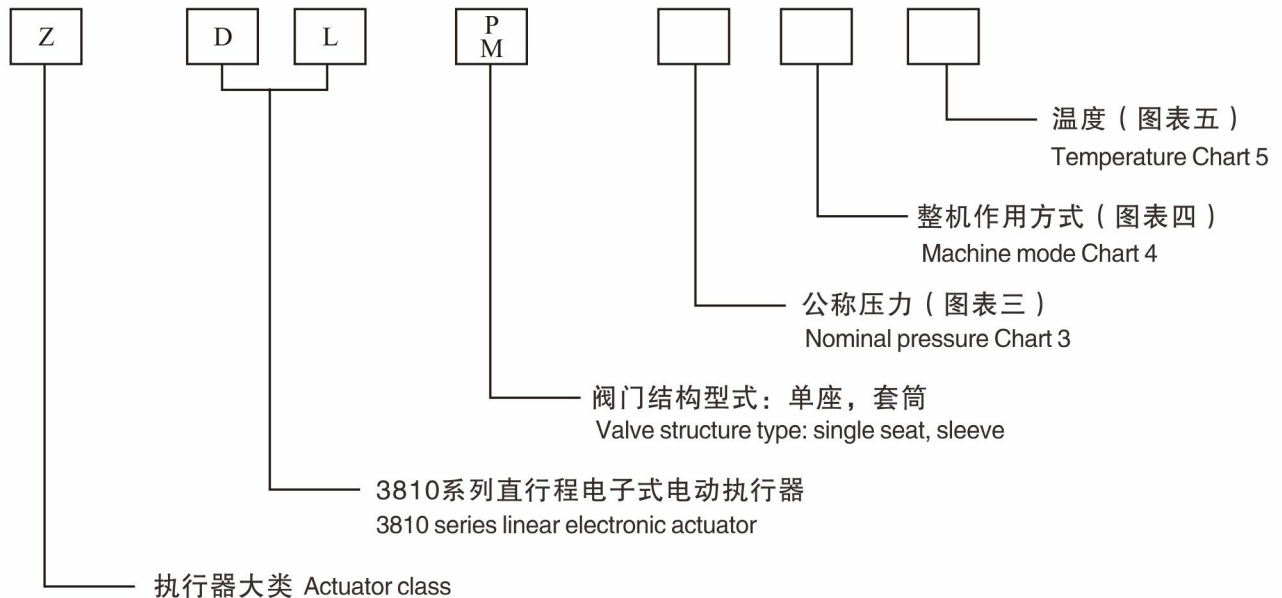 Z D L P
M
温度（图表五）
Temperature Chart 5
整机作用方式（图表四）
Machine mode Chart 4
公称压力（图表三）
Nominal pressure Chart 3
阀门结构型式：单座，套筒
Valve structure type: single seat, sleeve
3810系列直行程电子式电动执行器
3810 series linear electronic actuator
执行器大类 Actuator class